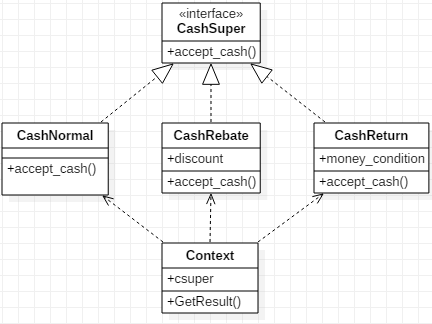 «interface»
CashSuper
+accept_cash()
CashNormal
+accept_cash()
CashRebate
+discount
+accept_cash()
CashReturn
+money_condition
+accept_cash()
Context
+csuper
+GetResult()